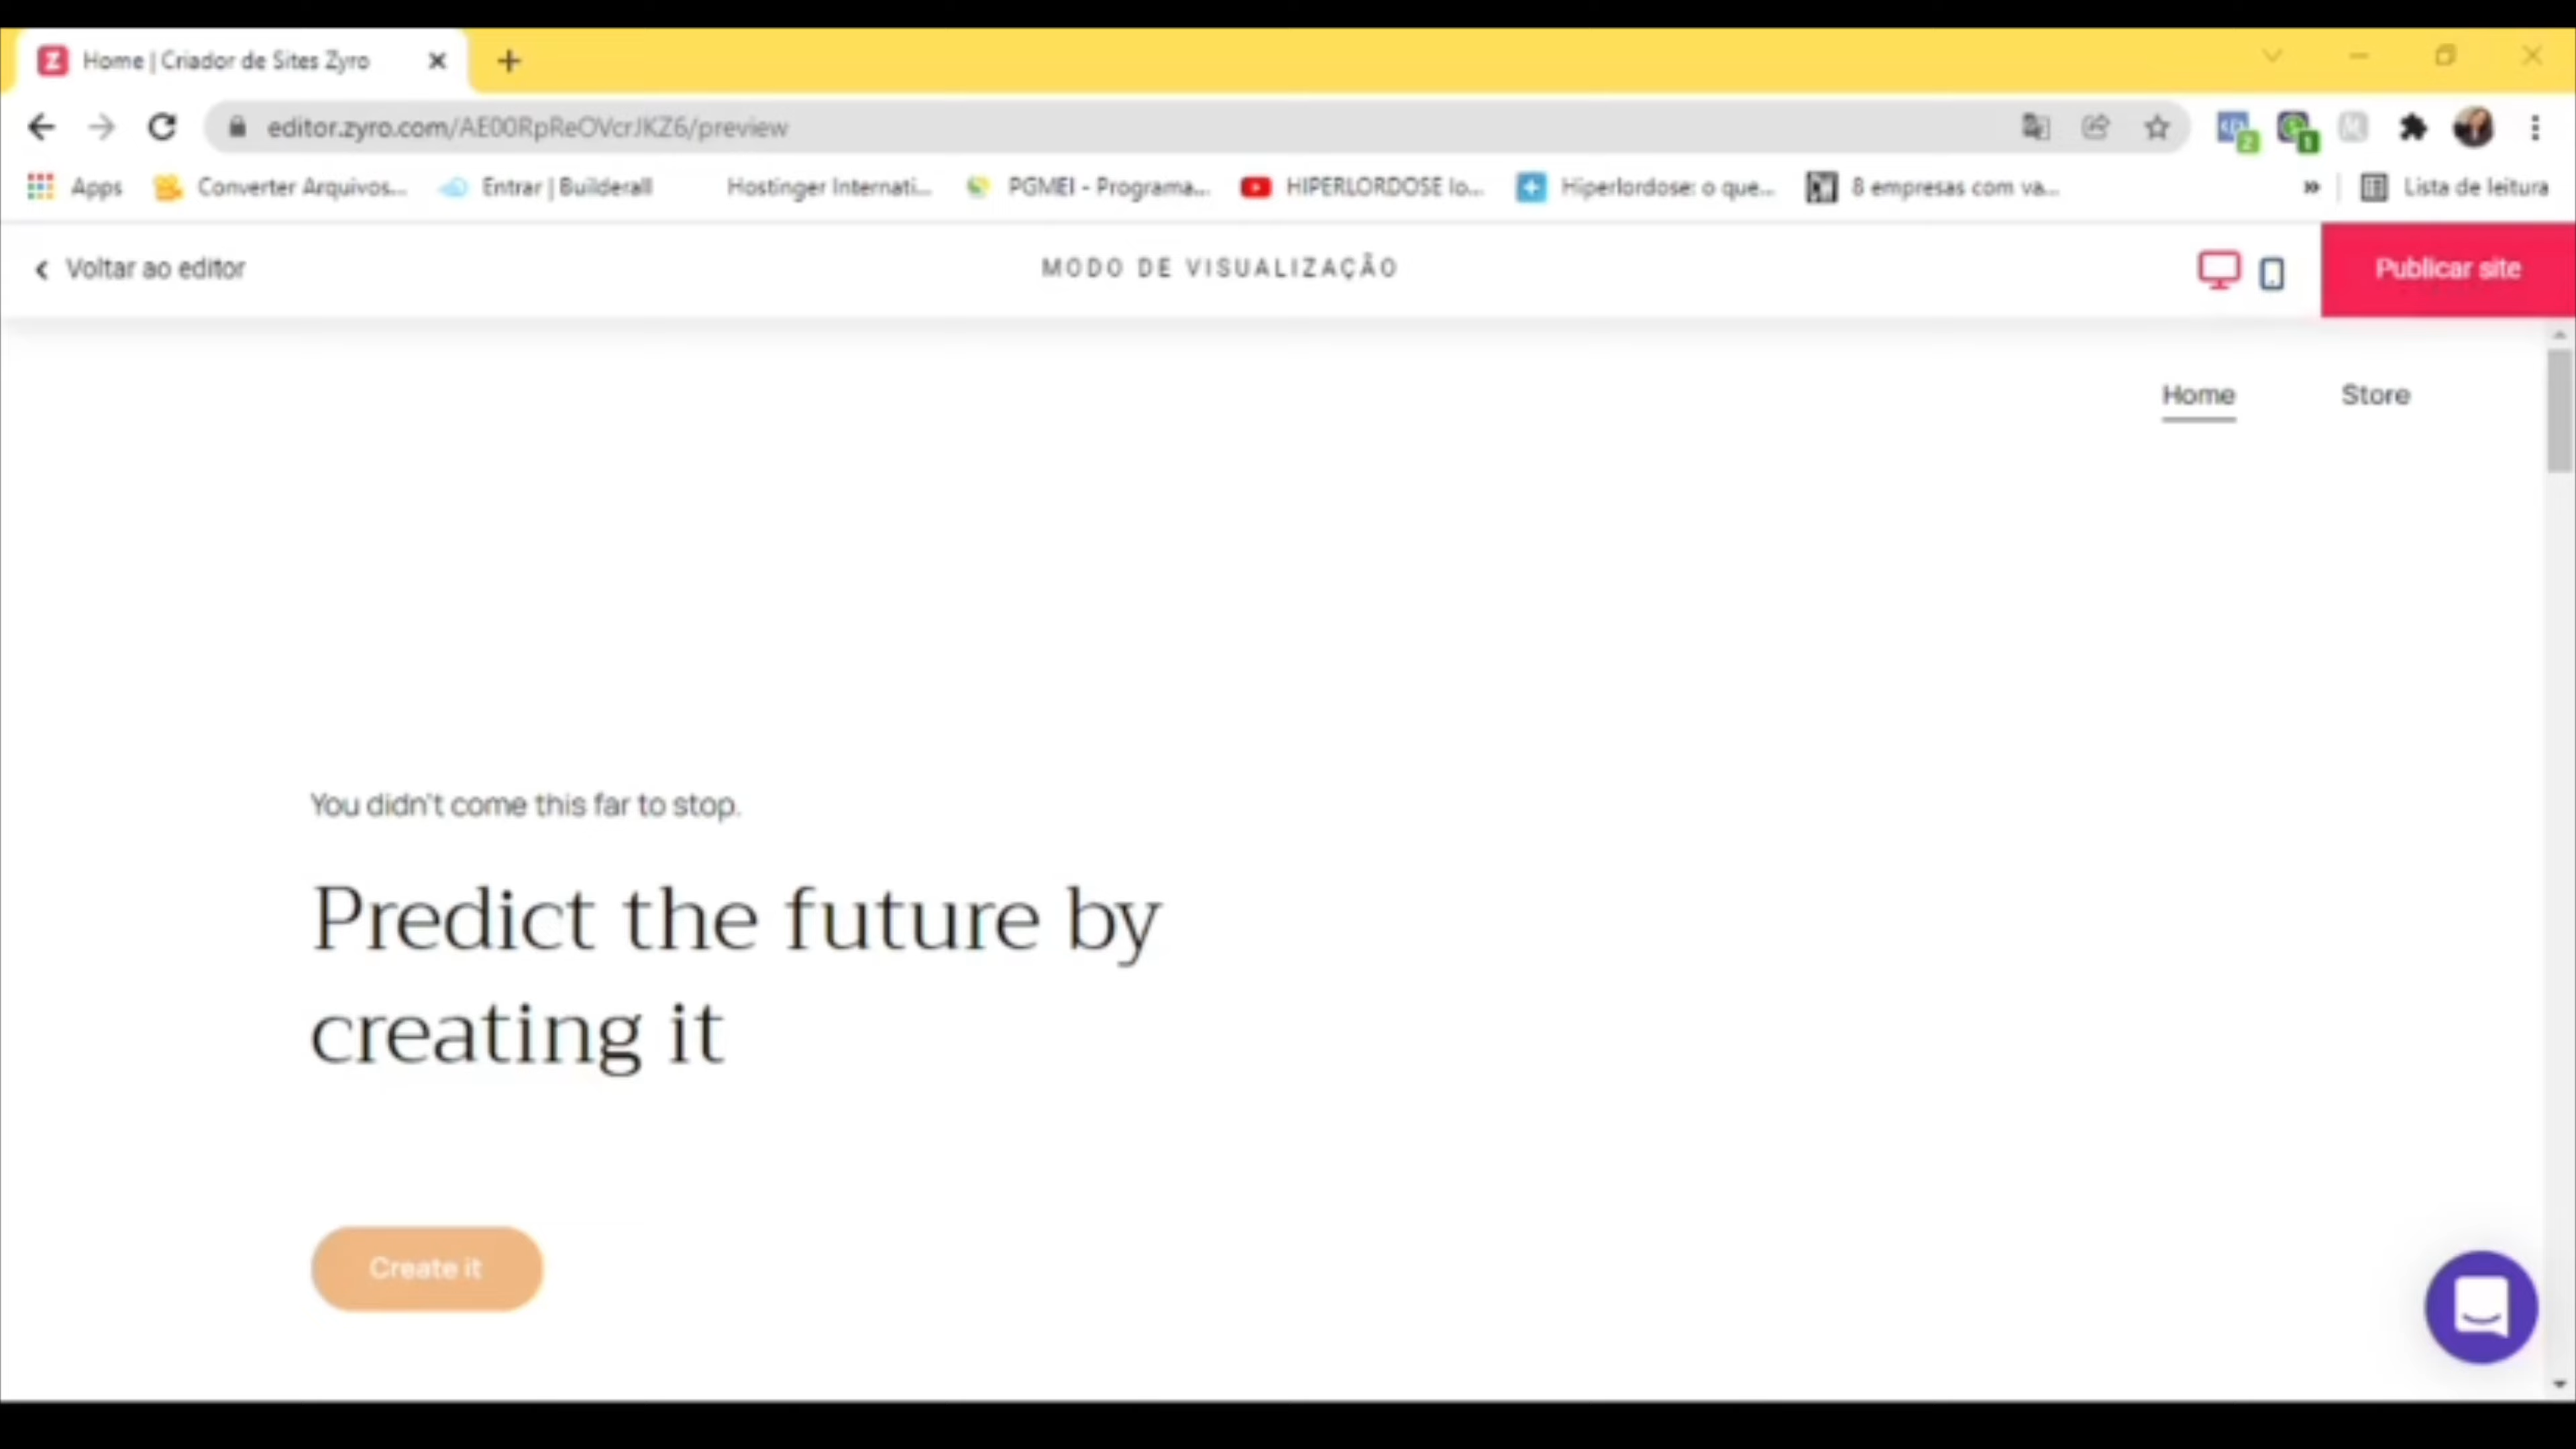 Home | Criador de Sites Zyro
editor.zyro.com/AE00RpReOVcrJKZ6/preview
2
1
Apps
Converter Arquivos...
Entrar | Builderall
Hostinger Internati...
PGMEI - Programa...
HIPERLORDOSE lo...
Hiperlordose: o que...
8 empresas com va...
»
Lista de leitura
Voltar ao editor
MODO DE VISUALIZAÇÃO
Publicar site
Home
Store
You didn't come this far to stop.
Predict the future by
creating it
Create it